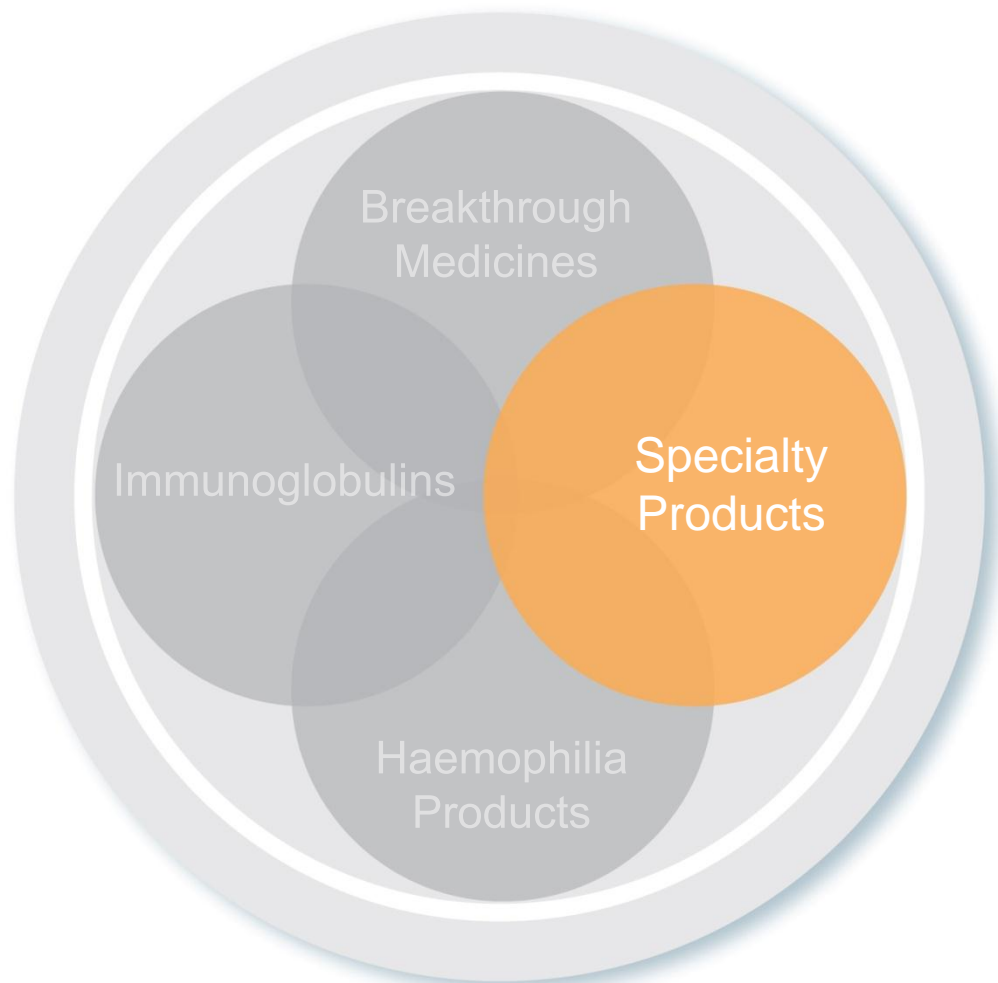 Breakthrough
Medicines
Immunoglobulins
Specialty
Products
Haemophilia
Products